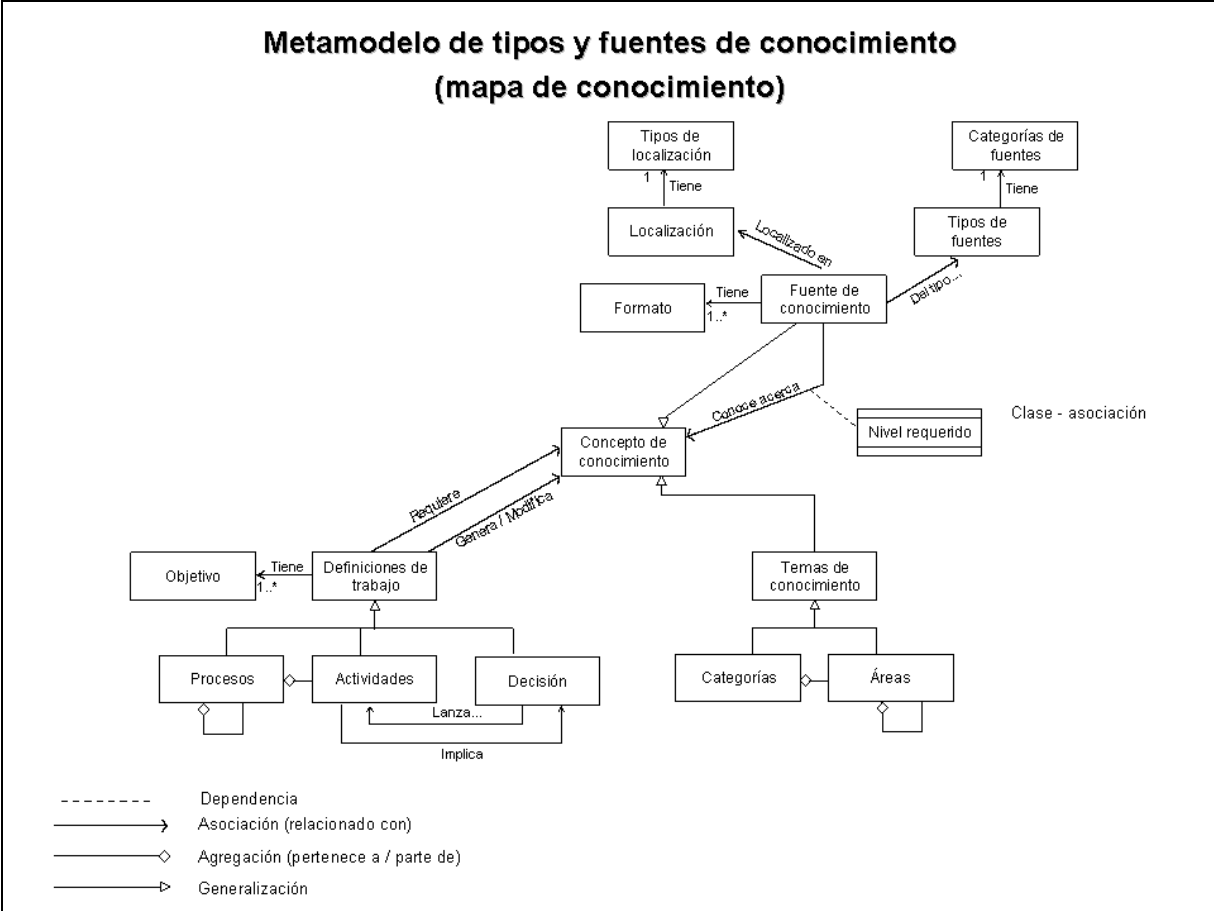 Metamodelo de tipos y fuentes de conocimiento
(mapa de conocimiento)
Tipos de
localización
Categorías de
fuentes
1
Tiene
1
Tiene
Localización
Localizado en
Tipos de
fuentes
Formato
Tiene
1..*
Fuente de
conocimiento
Del tipo...
Conoce acerca
Nivel requerido
Clase - asociación
Concepto de
conocimiento
Requiere
Genera / Modifica
Objetivo
Tiene
1..*
Definiciones de
trabajo
Temas de
conocimiento
Procesos
Actividades
Decisión
Categorías
Áreas
Lanza...
Implica
Dependencia
Asociación (relacionado con)
Agregación (pertenece a / parte de)
Generalización